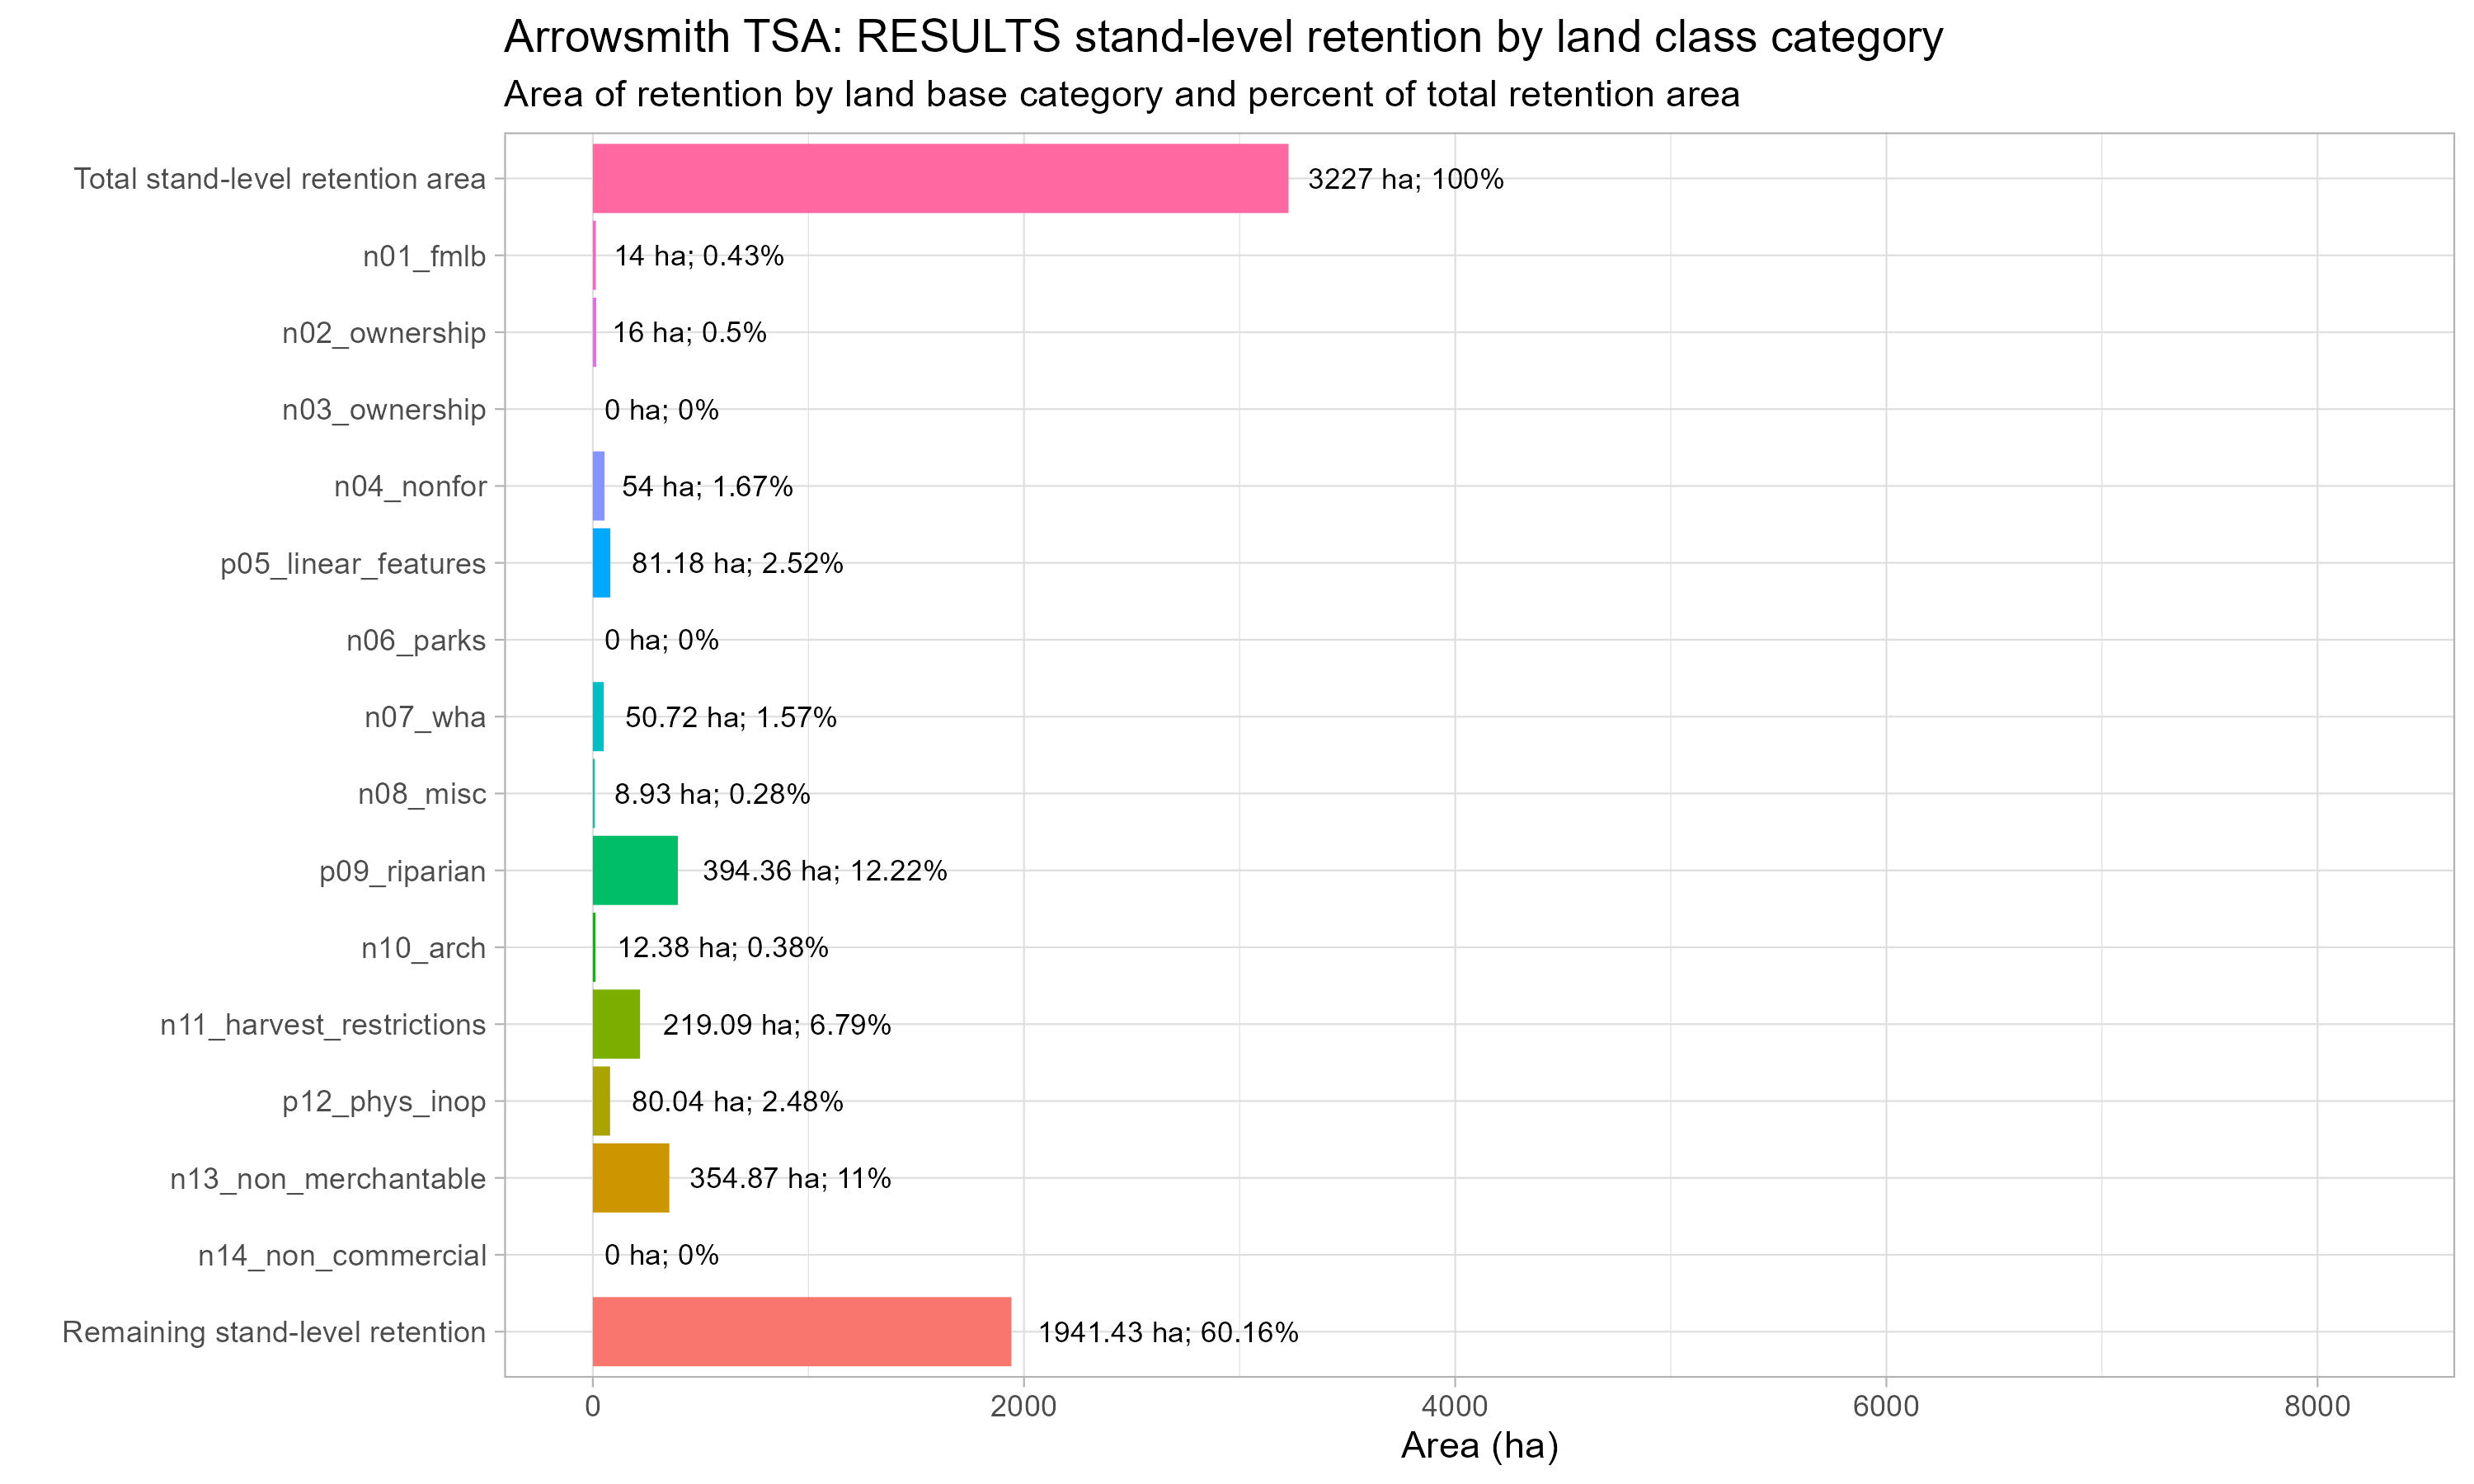 Arrowsmith TSA: RESULTS stand-level retention by land class category
Area of retention by land base category and percent of total retention area
Total stand-level retention area 3227 ha; 100%
n01_fmlb 14 ha; 0.43%
n02_ownership 16 ha; 0.5%
n03_ownership 0 ha; 0%
n04_nonfor 54 ha; 1.67%
p05_linear_features 81.18 ha; 2.52%
n06_parks 0 ha; 0%
n07_wha 50.72 ha; 1.57%
n08_misc 8.93 ha; 0.28%
p09_riparian 394.36 ha; 12.22%
n10_arch 12.38 ha; 0.38%
n11_harvest_restrictions 219.09 ha; 6.79%
p12_phys_inop 80.04 ha; 2.48%
n13_non_merchantable 354.87 ha; 11%
n14_non_commercial 0 ha; 0%
Remaining stand-level retention 1941.43 ha; 60.16%
0 2000 4000 6000 8000
Area (ha)